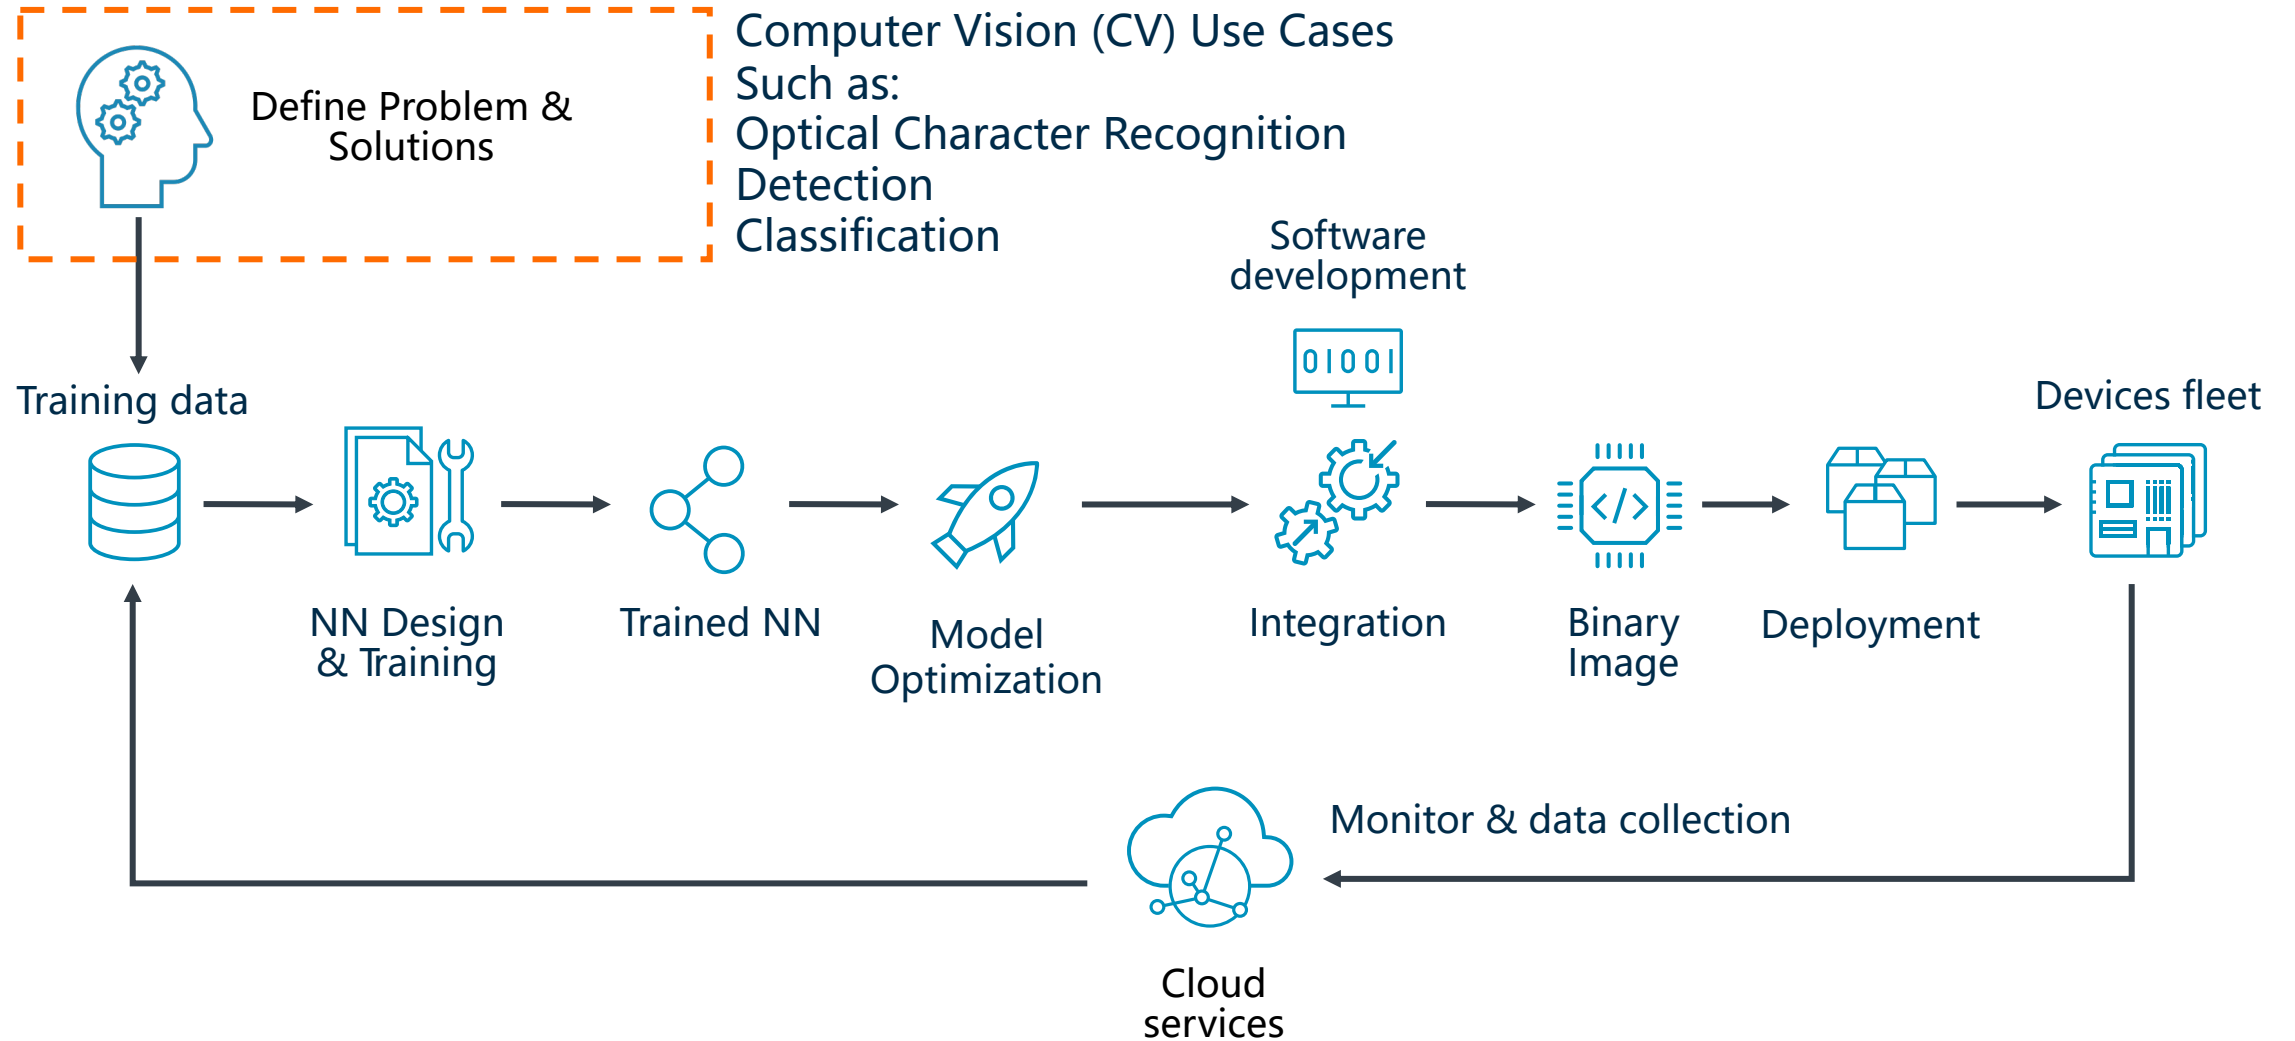 Define Problem &
Solutions
Computer Vision (CV) Use Cases
Such as:
Optical Character Recognition
Detection
Classification
Software
development
01001
Training data
Devices fleet
</>
NN Design
& Training
Trained NN
Model
Optimization
Integration
Binary
Image
Deployment
Monitor & data collection
Cloud
services